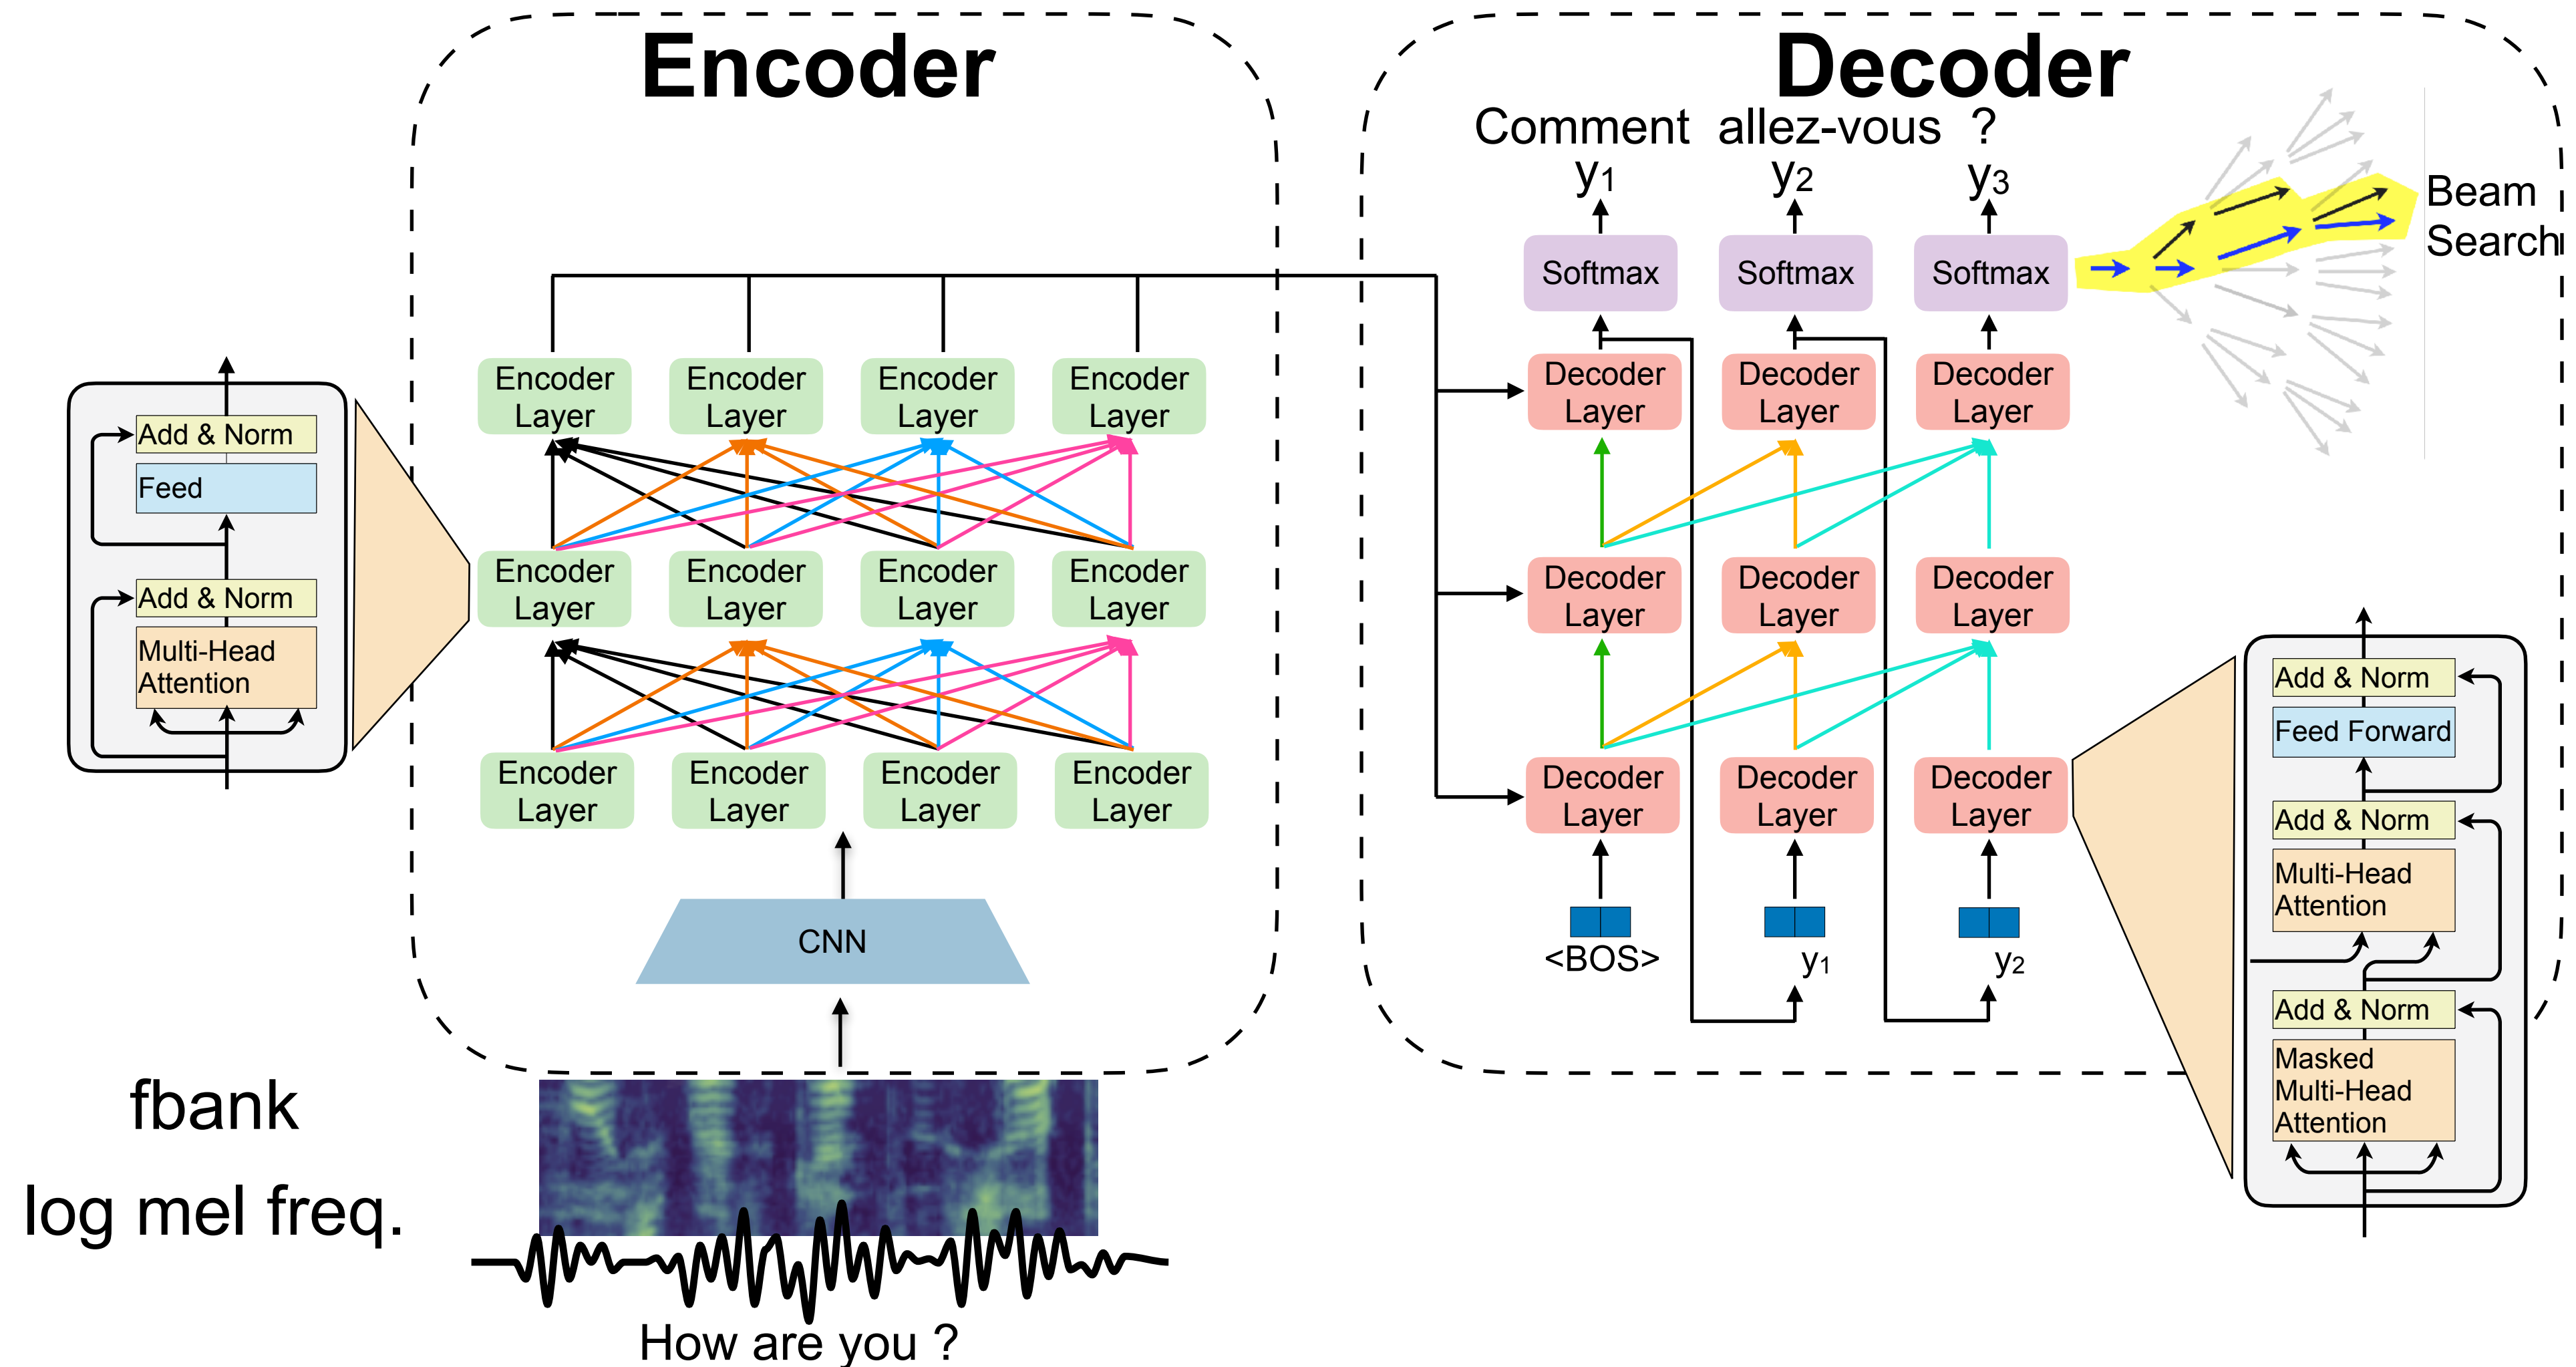 Encoder
Encoder Layer
Encoder Layer
Encoder Layer
Encoder Layer
Encoder Layer
Encoder Layer
Encoder Layer
Encoder Layer
Encoder Layer
Encoder Layer
Encoder Layer
Encoder Layer
CNN
Add & Norm
Feed
Add & Norm
Multi-Head
Attention
fbank
log mel freq.
How are you ?
Decoder
Comment allez-vous ?
y1 y2 y3
Softmax Softmax Softmax
Beam
Search
Decoder Layer
Decoder Layer
Decoder Layer
Decoder Layer
Decoder Layer
Decoder Layer
Decoder Layer
Decoder Layer
Decoder Layer
<BOS> y1 y2
Add & Norm
Feed Forward
Add & Norm
Multi-Head
Attention
Add & Norm
Masked
Multi-Head
Attention